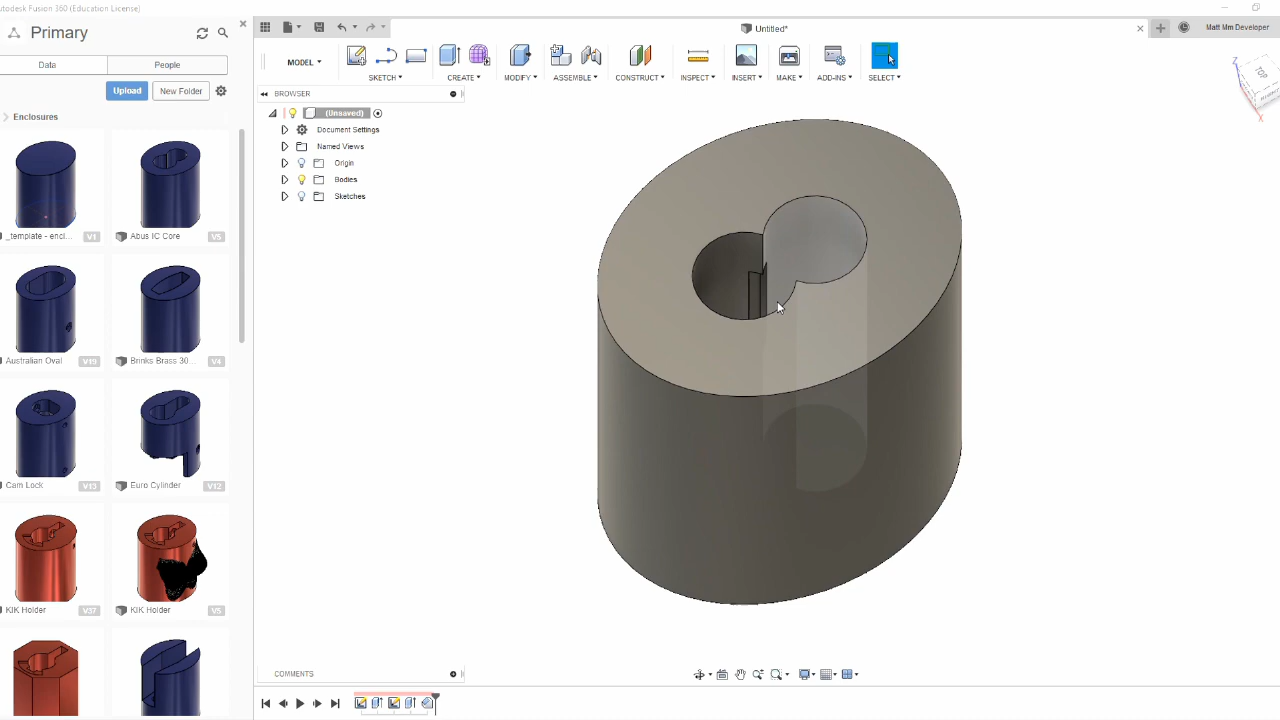 Autodesk Fusion 360 (Education License)
Primary
Untitled*
Matt Mm Developer
Data
People
MODEL
SKETCH
CREATE
MODIFY
ASSEMBLE
CONSTRUCT
INSPECT
INSERT
MAKE
ADD-INS
SELECT
Upload
New Folder
BROWSER
Enclosures
(Unsaved)
Document Settings
Named Views
Origin
Bodies
Sketches
TOP
Z
X
_template - encl...
V1
Abus IC Core
V5
Australian Oval
V19
Brinks Brass 30...
V4
Cam Lock
V13
Euro Cylinder
V12
KIK Holder
V37
KIK Holder
V5
COMMENTS